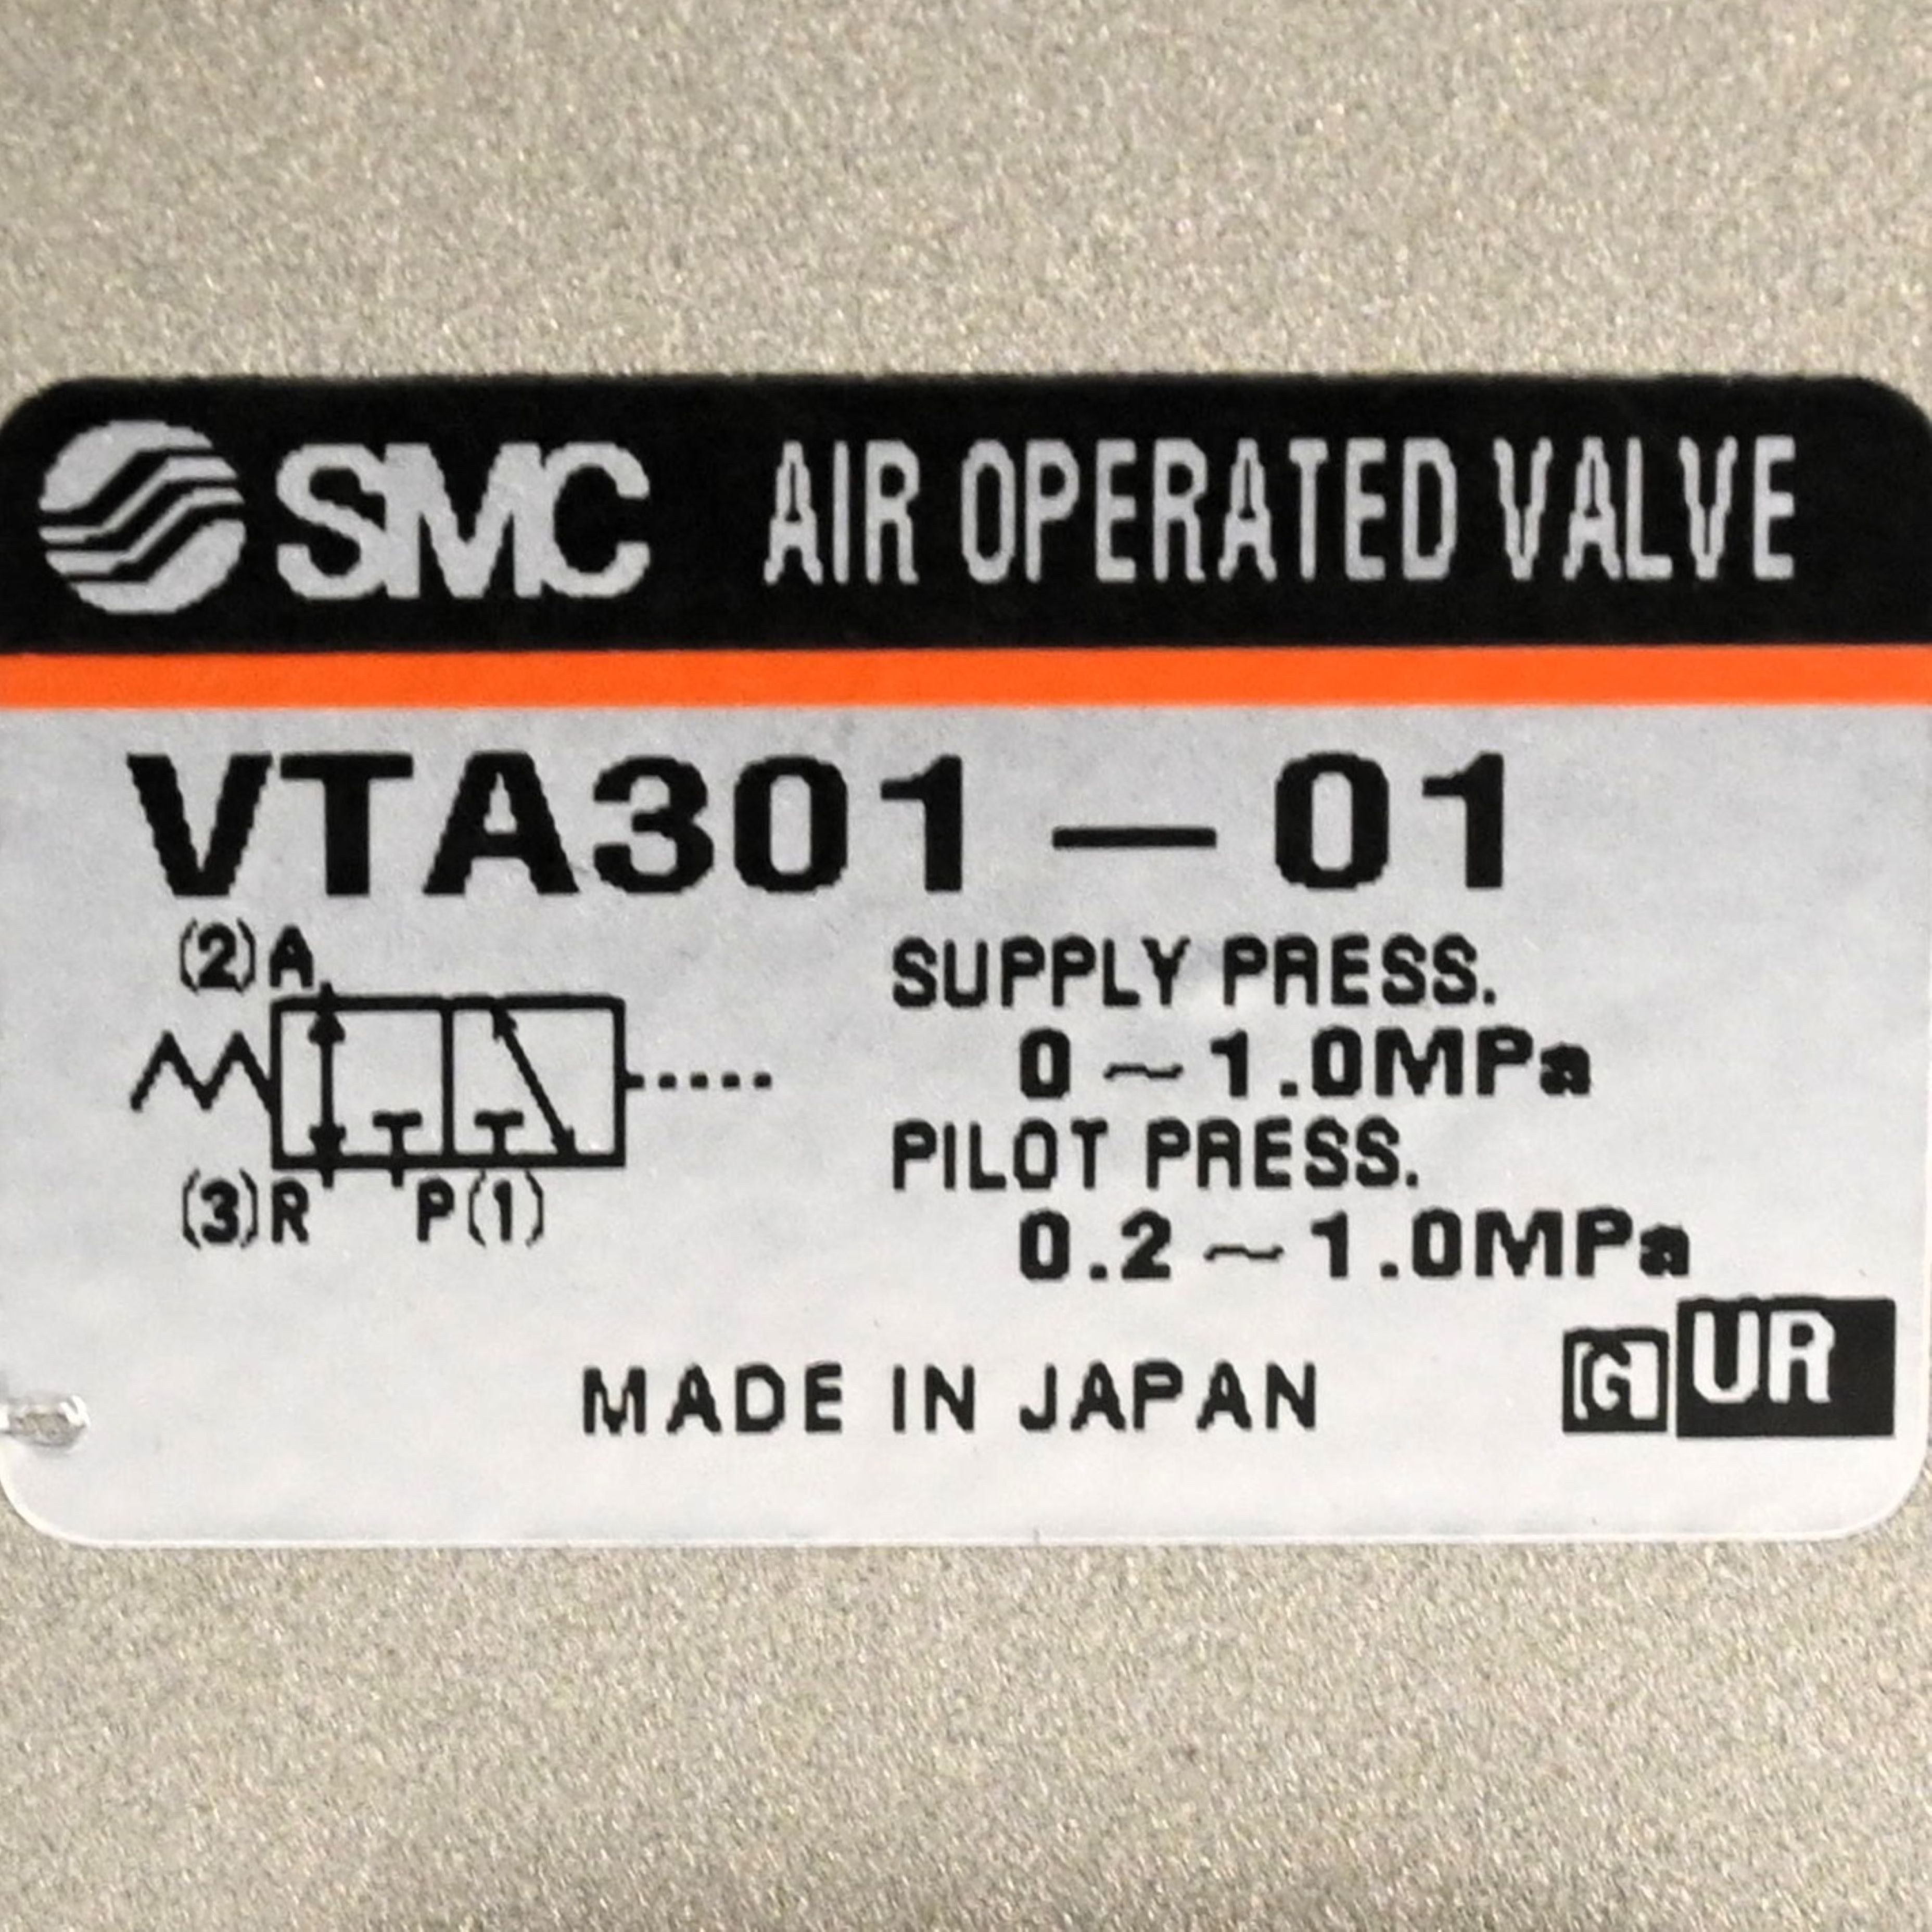 SMC AIR OPERATED VALVE
VTA301-01
(2)A
(3)R P(1)
SUPPLY PRESS.
0~1.0MPa
PILOT PRESS.
0.2~1.0MPa
MADE IN JAPAN
UR